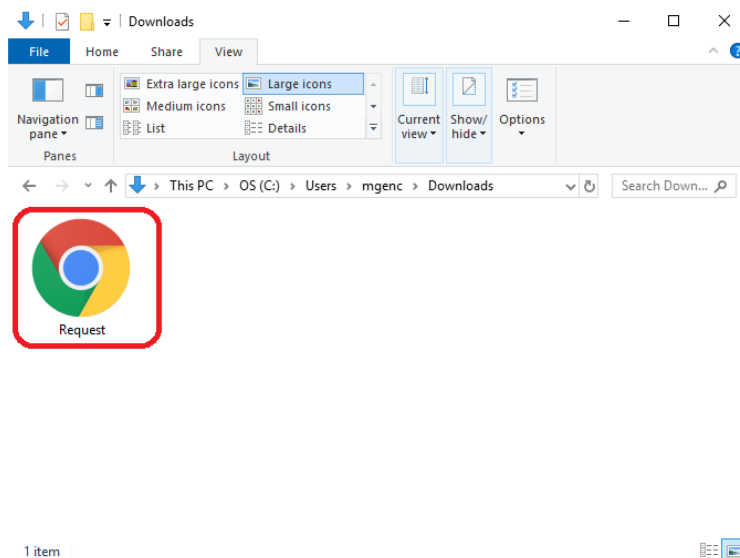 Downloads
File Home Share View
Extra large icons Large icons
Medium icons Small icons
List Details
Navigation pane
Current view
Show/ hide
Options
Panes Layout
This PC > OS (C:) > Users > mgenc > Downloads
Search Down...
Request
1 item